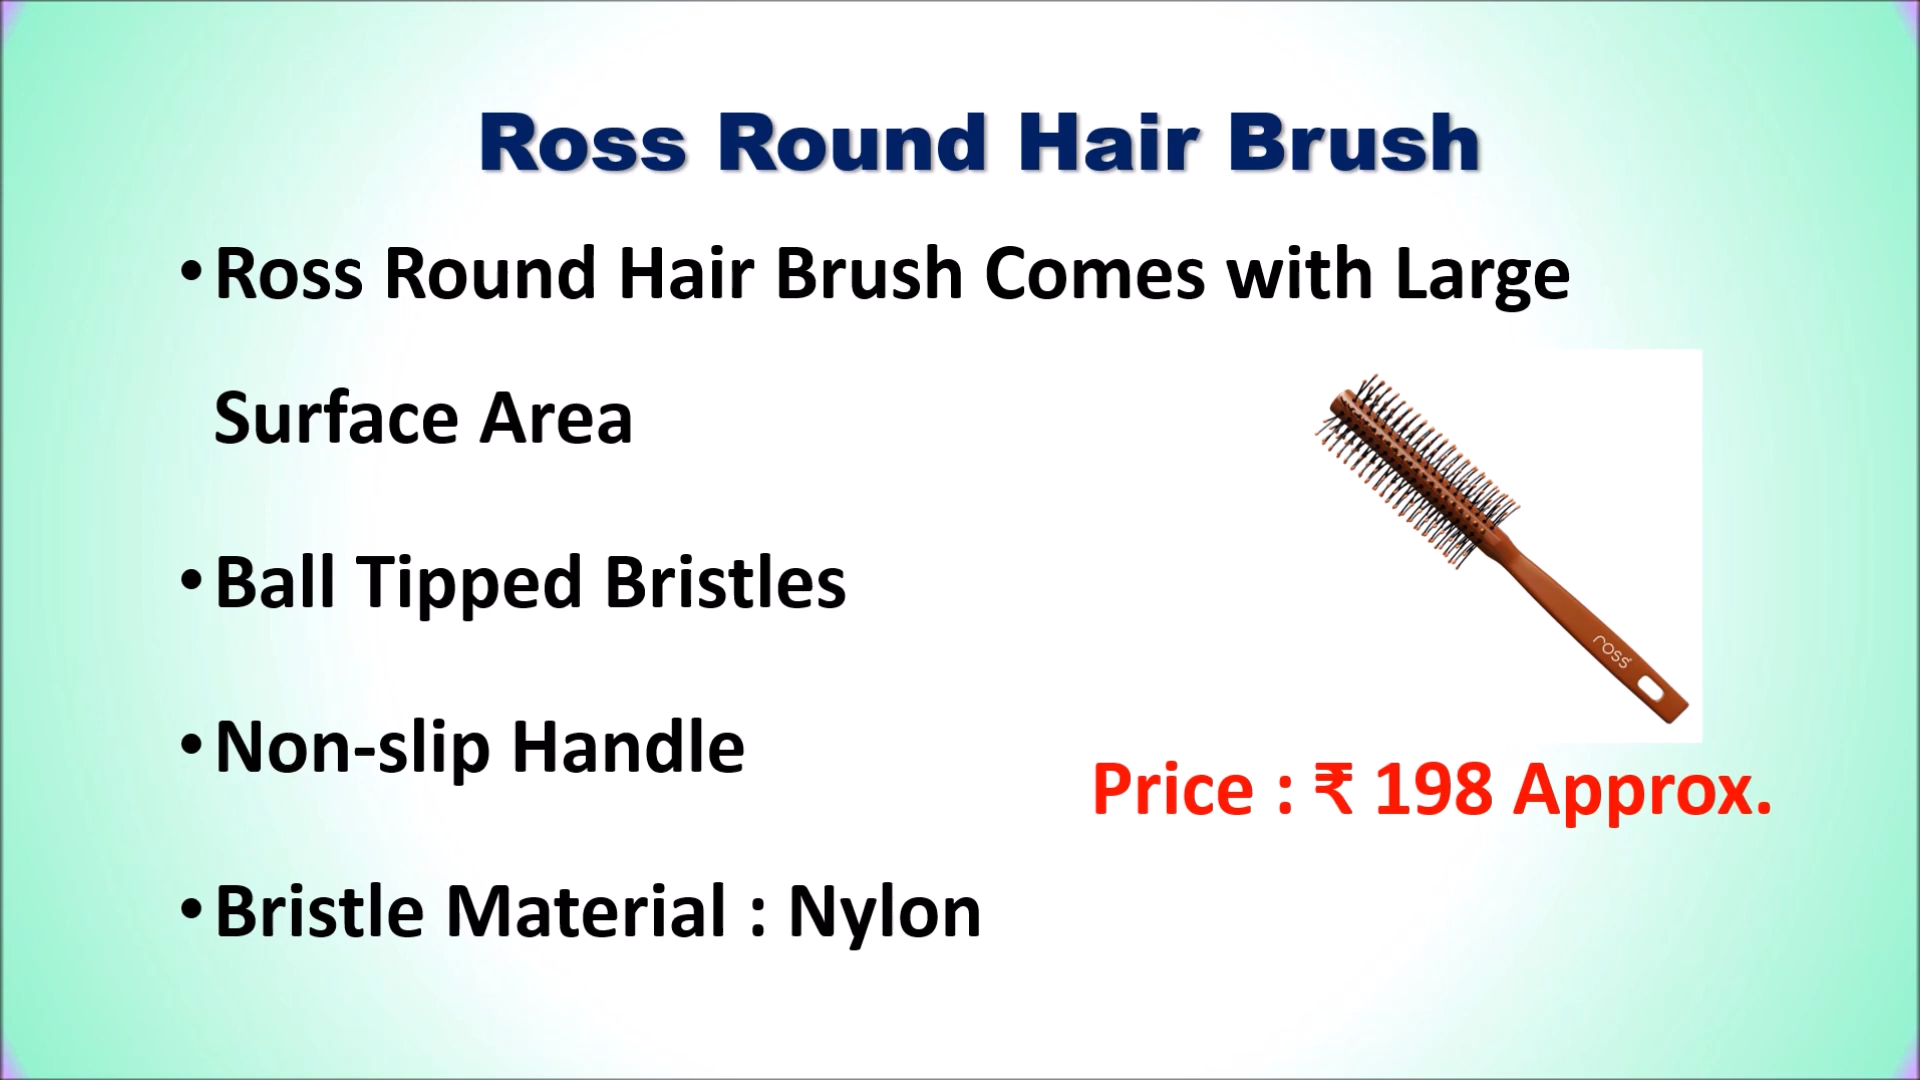 Ross Round Hair Brush
•Ross Round Hair Brush Comes with Large
Surface Area
•Ball Tipped Bristles
•Non-slip Handle
•Bristle Material : Nylon
ross
Price : ₹ 198 Approx.